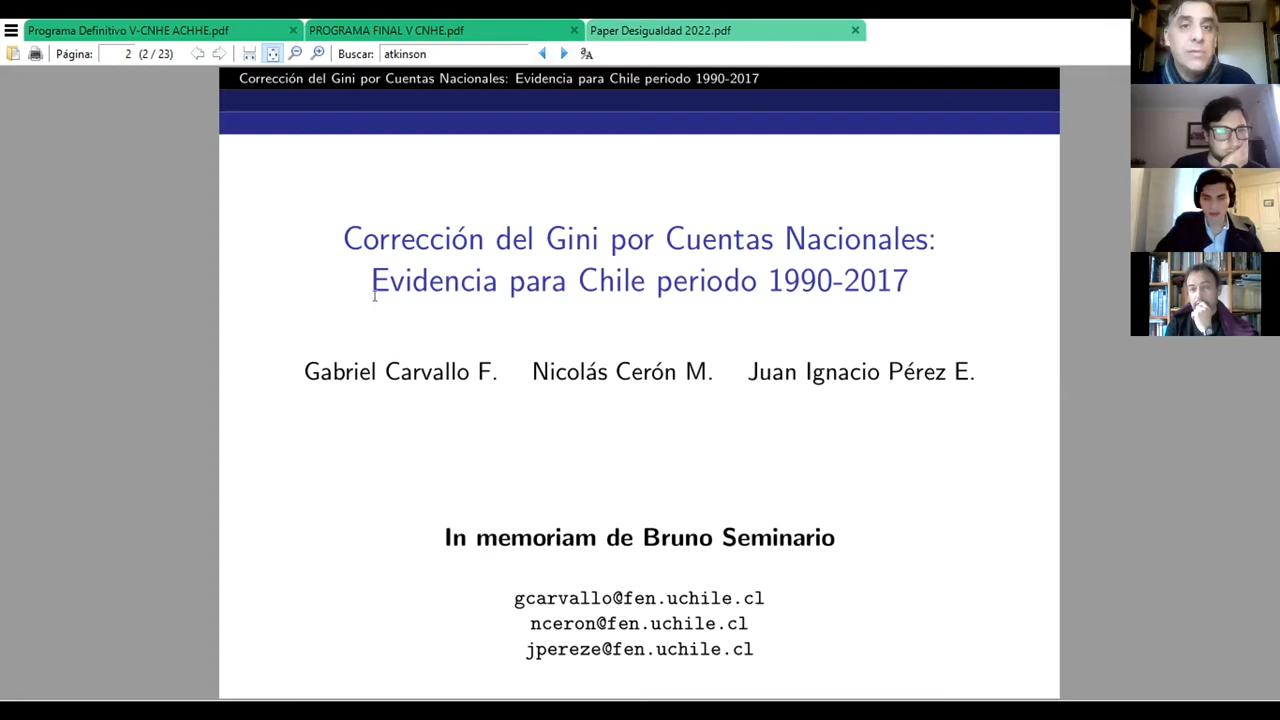 Programa Definitivo V-CNHE ACHHE.pdf
PROGRAMA FINAL V CNHE.pdf
Paper Desigualdad 2022.pdf
Página: 2 (2 / 23) Buscar: atkinson
Corrección del Gini por Cuentas Nacionales: Evidencia para Chile periodo 1990-2017
Corrección del Gini por Cuentas Nacionales:
Evidencia para Chile periodo 1990-2017
Gabriel Carvallo F. Nicolás Cerón M. Juan Ignacio Pérez E.
In memoriam de Bruno Seminario
gcarvallo@fen.uchile.cl
nceron@fen.uchile.cl
jpereze@fen.uchile.cl